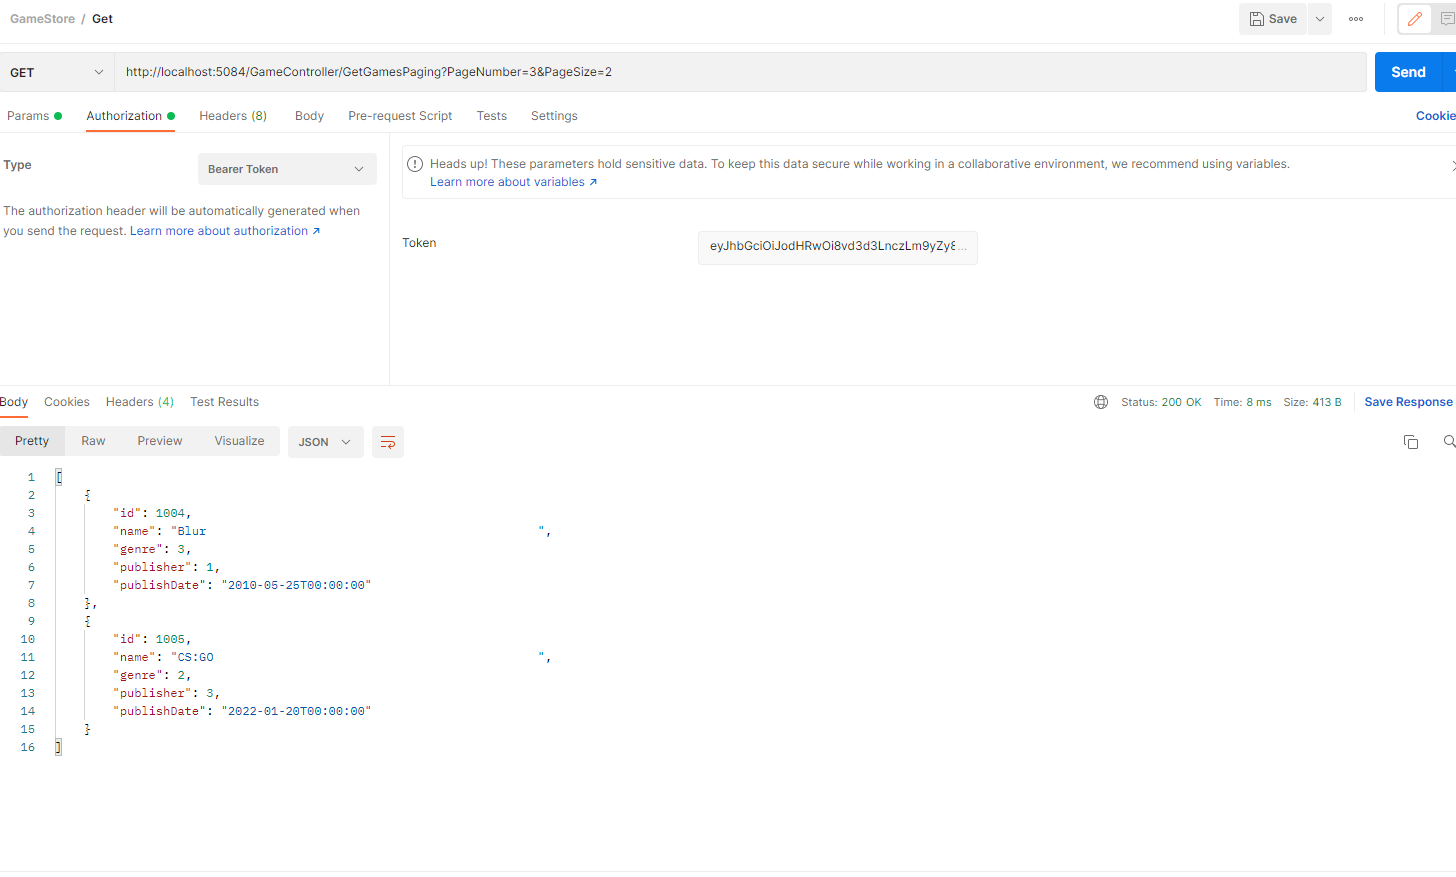 GameStore / Get
Save
GET
http://localhost:5084/GameController/GetGamesPaging?PageNumber=3&PageSize=2
Send
Params Authorization Headers (8) Body Pre-request Script Tests Settings
Cookie
Type
Bearer Token
The authorization header will be automatically generated when
you send the request. Learn more about authorization ↗
Heads up! These parameters hold sensitive data. To keep this data secure while working in a collaborative environment, we recommend using variables.
Learn more about variables ↗
Token
eyJhbGciOiJodHRwOi8vd3d3LnczLm9yZy8...
Body Cookies Headers (4) Test Results
Status: 200 OK Time: 8 ms Size: 413 B Save Response
Pretty Raw Preview Visualize JSON
1 [
2 {
3 "id": 1004,
4 "name": "Blur                                              ",
5 "genre": 3,
6 "publisher": 1,
7 "publishDate": "2010-05-25T00:00:00"
8 },
9 {
10 "id": 1005,
11 "name": "CS:GO                                             ",
12 "genre": 2,
13 "publisher": 3,
14 "publishDate": "2022-01-20T00:00:00"
15 }
16 ]